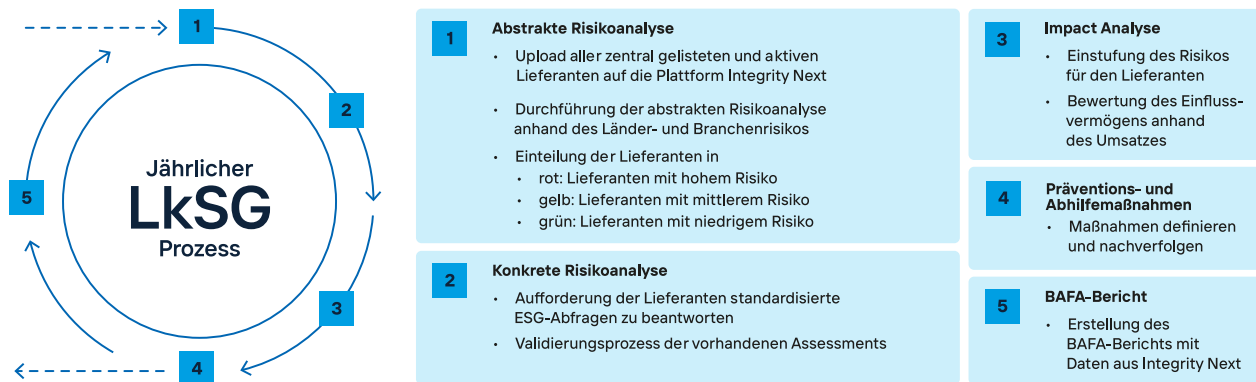 1
2
3
4
5
Jährlicher
LkSG
Prozess
1
Abstrakte Risikoanalyse
• Upload aller zentral gelisteten und aktiven
Lieferanten auf die Plattform Integrity Next
• Durchführung der abstrakten Risikoanalyse
anhand des Länder- und Branchenrisikos
• Einteilung der Lieferanten in
• rot: Lieferanten mit hohem Risiko
• gelb: Lieferanten mit mittlerem Risiko
• grün: Lieferanten mit niedrigem Risiko
2
Konkrete Risikoanalyse
• Aufforderung der Lieferanten standardisierte
ESG-Abfragen zu beantworten
• Validierungsprozess der vorhandenen Assessments
3
Impact Analyse
• Einstufung des Risikos
für den Lieferanten
• Bewertung des Einfluss-
vermögens anhand
des Umsatzes
4
Präventions- und
Abhilfemaßnahmen
• Maßnahmen definieren
und nachverfolgen
5
BAFA-Bericht
• Erstellung des
BAFA-Berichts mit
Daten aus Integrity Next